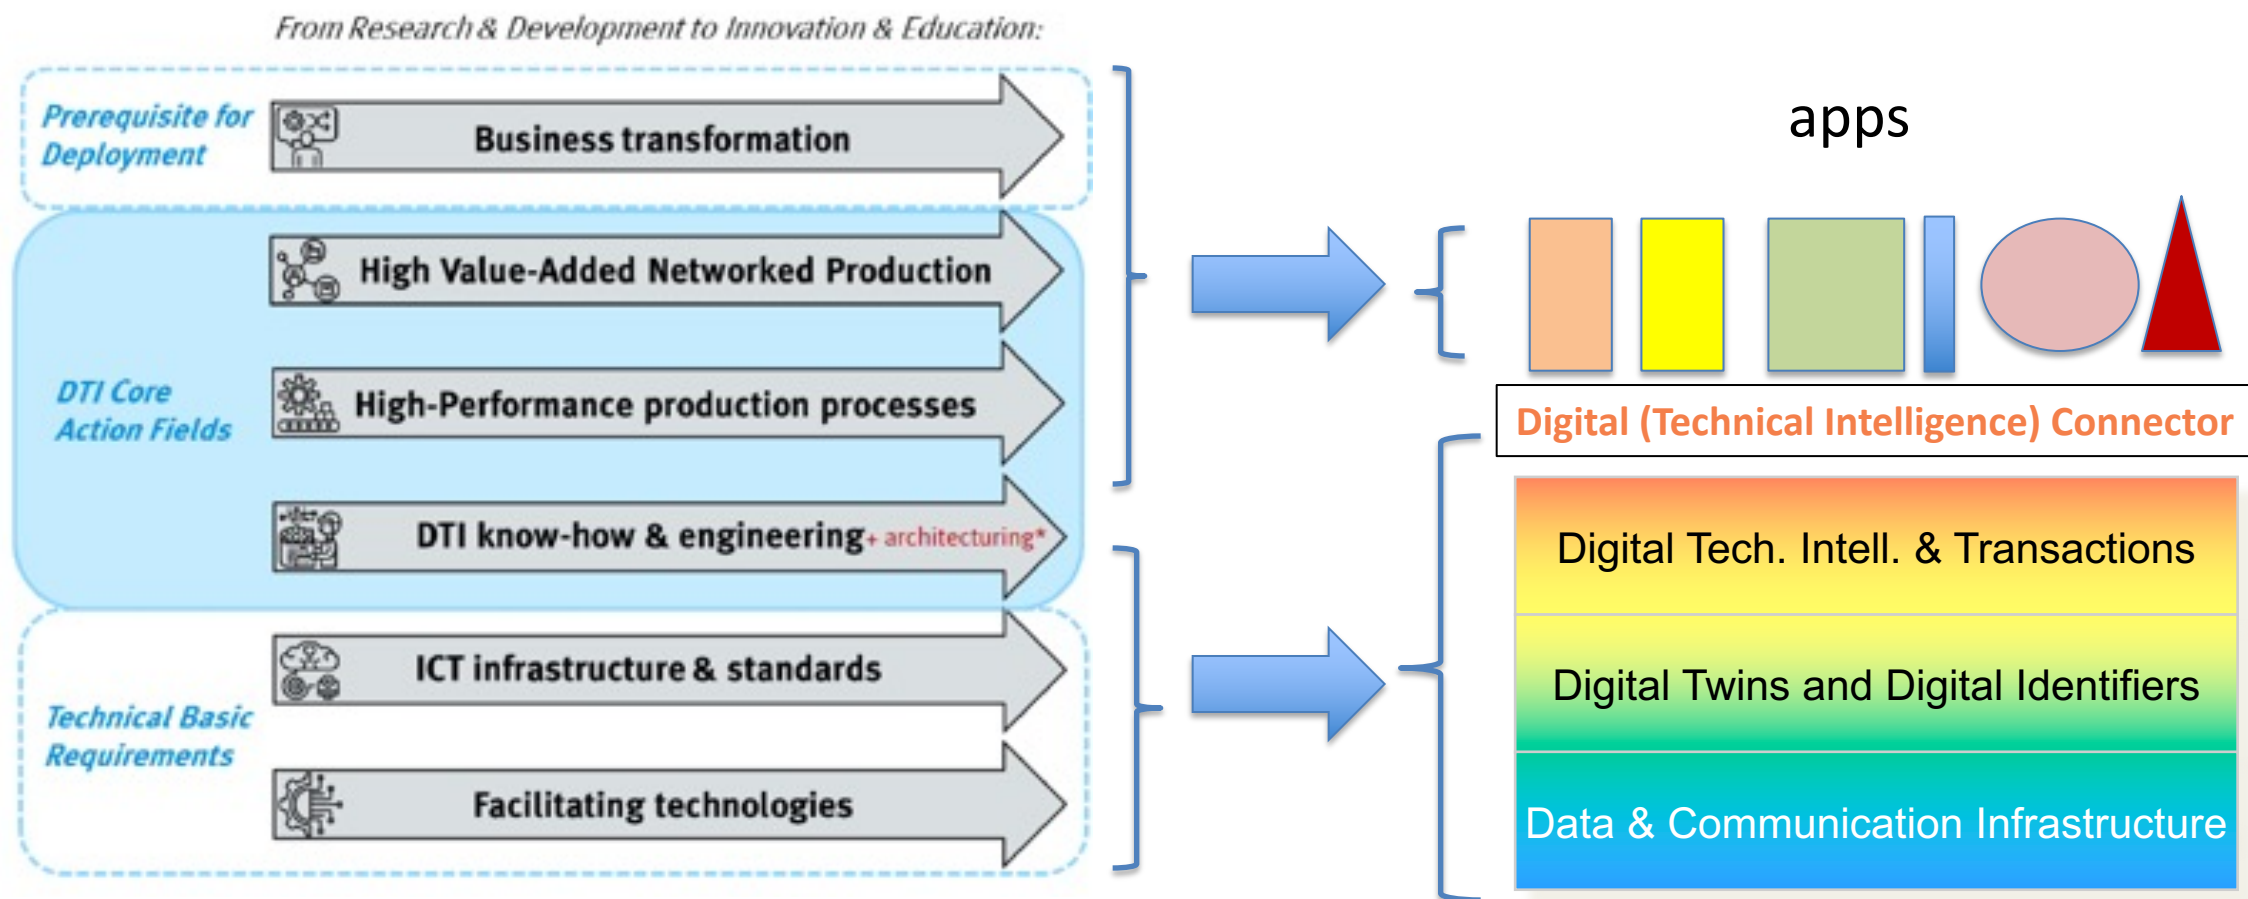 From Research & Development to Innovation & Education:
Prerequisite for
Deployment
Business transformation
High Value-Added Networked Production
DTI Core
Action Fields
High-Performance production processes
DTI know-how & engineering + architecturing*
ICT infrastructure & standards
Technical Basic
Requirements
Facilitating technologies
apps
Digital (Technical Intelligence) Connector
Digital Tech. Intell. & Transactions
Digital Twins and Digital Identifiers
Data & Communication Infrastructure